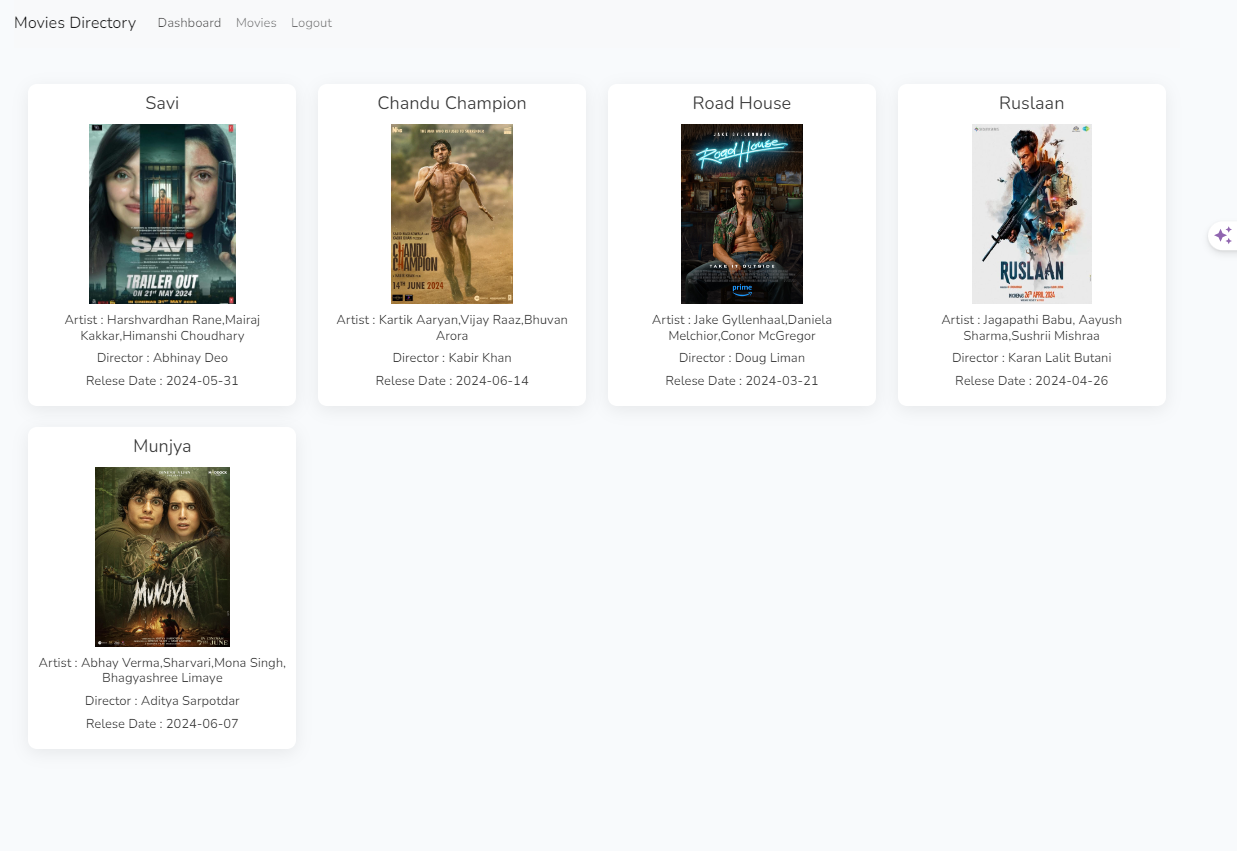 Movies Directory Dashboard Movies Logout
Savi
SAVI
TRAILER OUT
ON 21ST MAY 2024
IN CINEMAS 31ST MAY 2024
Artist : Harshvardhan Rane,Mairaj
Kakkar,Himanshi Choudhary
Director : Abhinay Deo
Relese Date : 2024-05-31
Chandu Champion
CHANDU
CHAMPION
14TH JUNE 2024
Artist : Kartik Aaryan,Vijay Raaz,Bhuvan
Arora
Director : Kabir Khan
Relese Date : 2024-06-14
Road House
JAKE GYLLENHAAL
Road House
TAKE IT OUTSIDE
prime
Artist : Jake Gyllenhaal,Daniela
Melchior,Conor McGregor
Director : Doug Liman
Relese Date : 2024-03-21
Ruslaan
RUSLAAN
26TH APRIL 2024
Artist : Jagapathi Babu, Aayush
Sharma,Sushrii Mishraa
Director : Karan Lalit Butani
Relese Date : 2024-04-26
Munjya
MUNJYA
7TH JUNE
Artist : Abhay Verma,Sharvari,Mona Singh,
Bhagyashree Limaye
Director : Aditya Sarpotdar
Relese Date : 2024-06-07